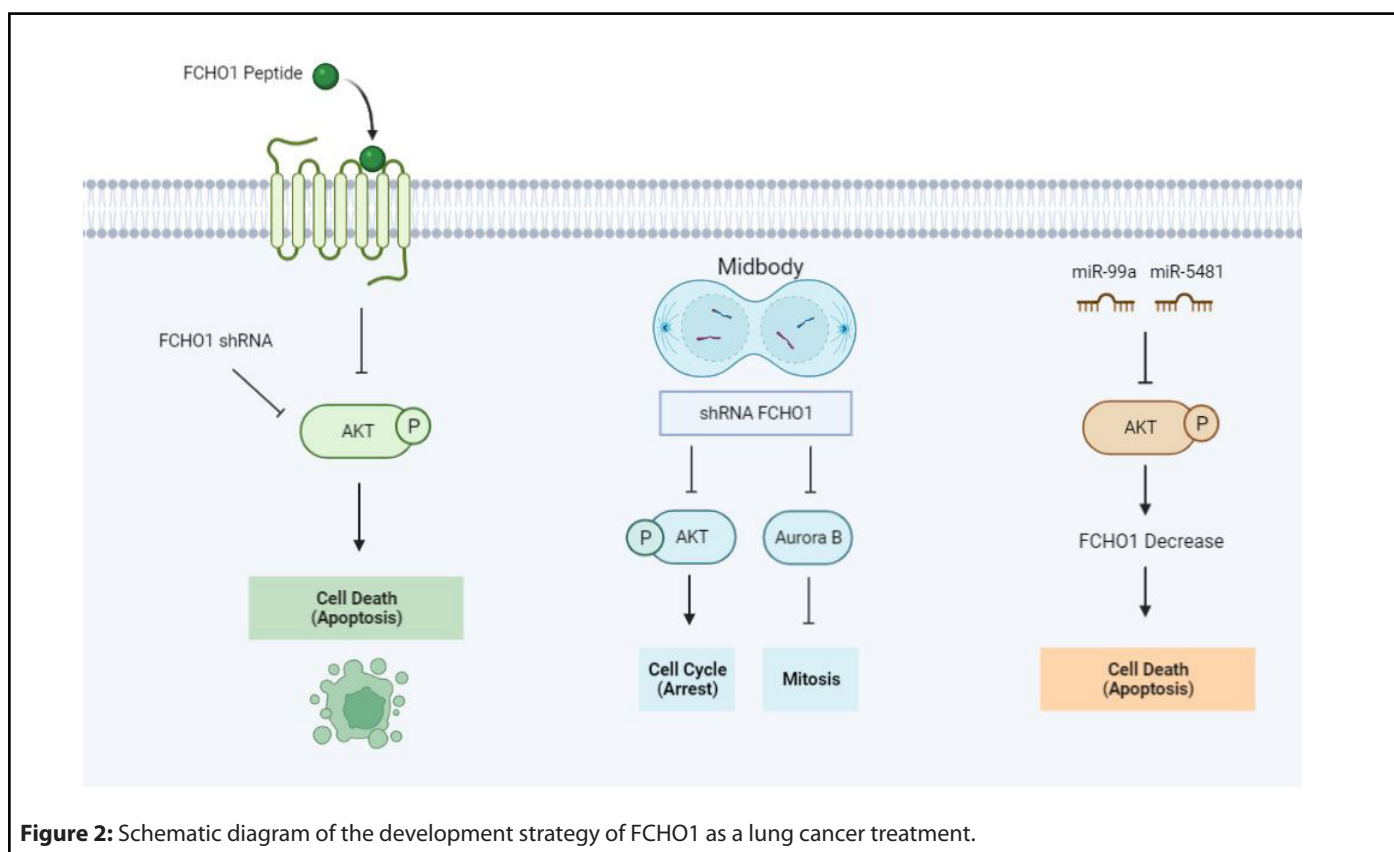 FCHO1 Peptide
FCHO1 shRNA
AKT
P
Cell Death
(Apoptosis)
Midbody
shRNA FCHO1
P
AKT
Aurora B
Cell Cycle
(Arrest)
Mitosis
miR-99a miR-5481
AKT
P
FCHO1 Decrease
Cell Death
(Apoptosis)
Figure 2: Schematic diagram of the development strategy of FCHO1 as a lung cancer treatment.